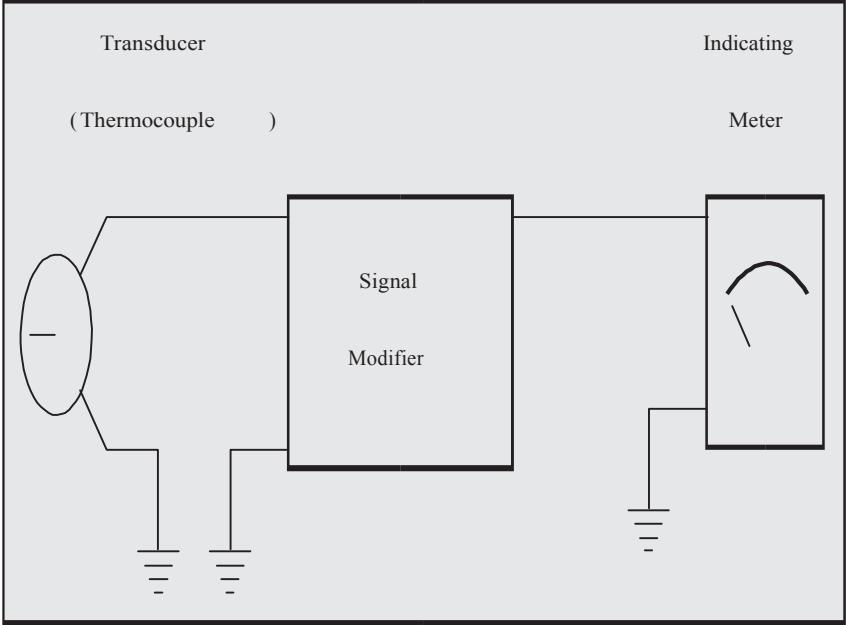 Transducer
(Thermocouple )
Indicating
Meter
Signal
Modifier